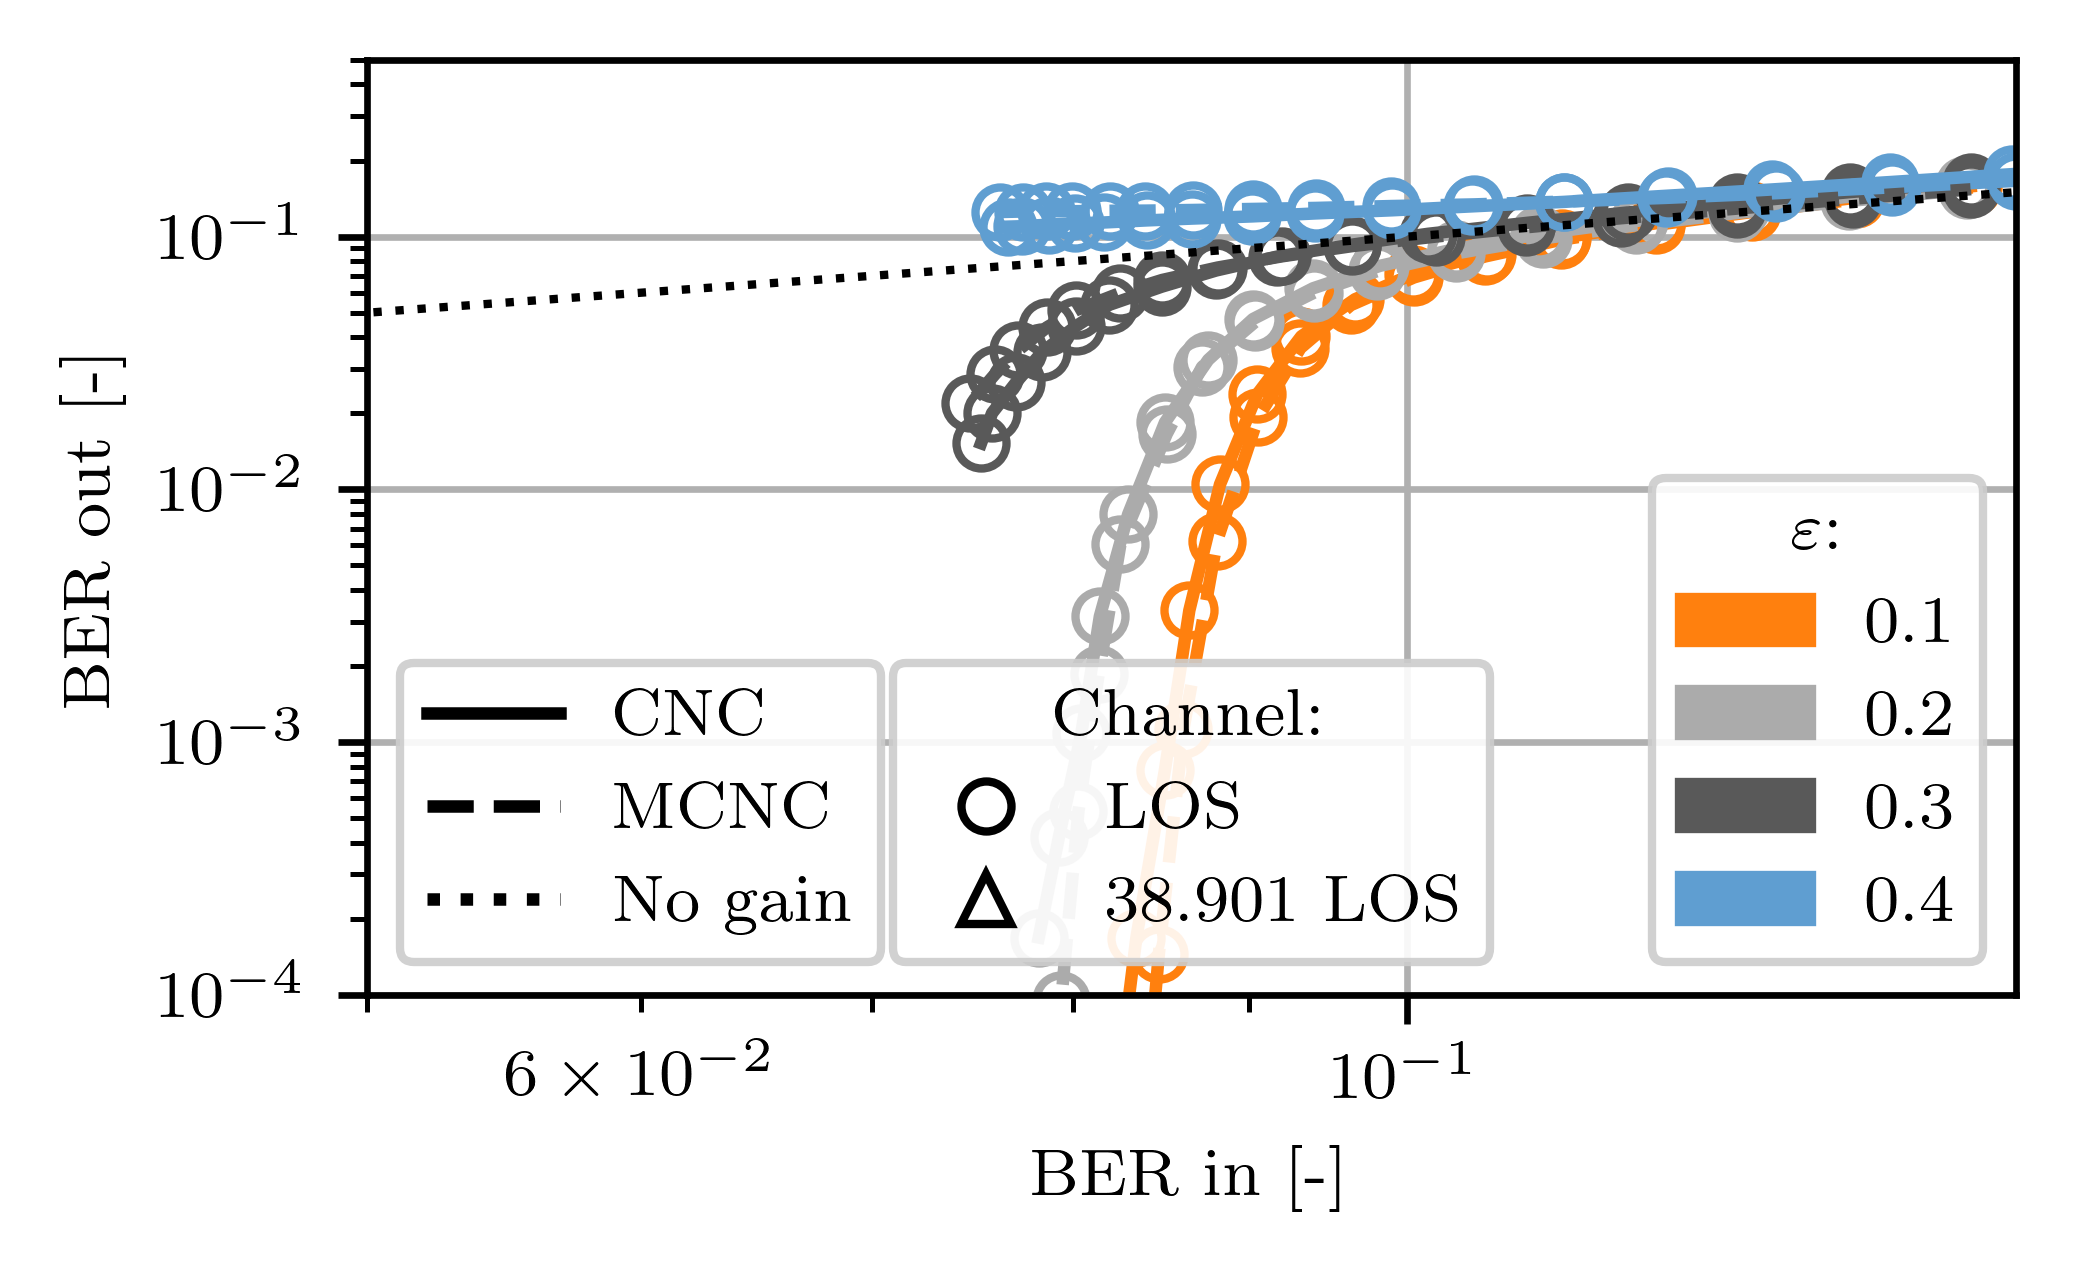 10⁻¹
10⁻²
10⁻³
10⁻⁴
BER out [-]
6 × 10⁻²
10⁻¹
BER in [-]
CNC
MCNC
No gain
Channel:
LOS
38.901 LOS
ε:
0.1
0.2
0.3
0.4